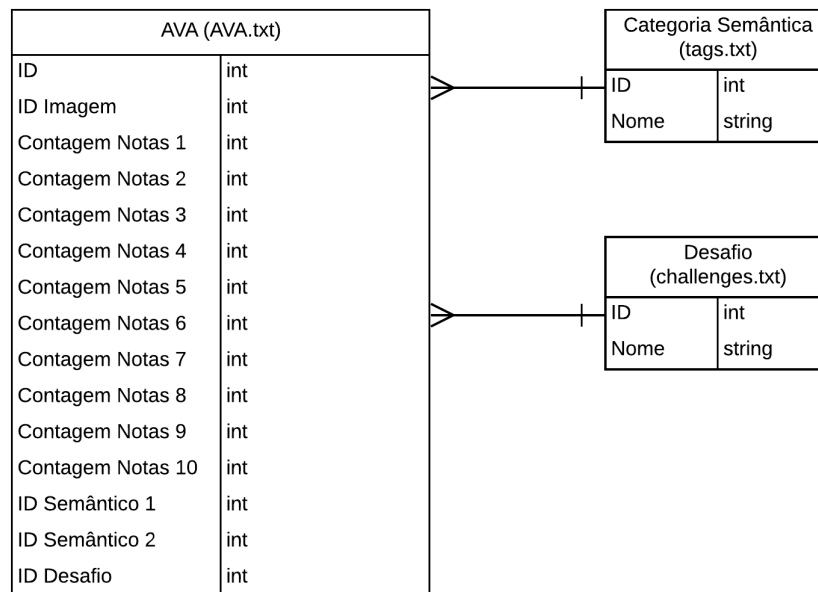 AVA (AVA.txt)
ID int
ID Imagem int
Contagem Notas 1 int
Contagem Notas 2 int
Contagem Notas 3 int
Contagem Notas 4 int
Contagem Notas 5 int
Contagem Notas 6 int
Contagem Notas 7 int
Contagem Notas 8 int
Contagem Notas 9 int
Contagem Notas 10 int
ID Semântico 1 int
ID Semântico 2 int
ID Desafio int
Categoria Semântica
(tags.txt)
ID int
Nome string
Desafio
(challenges.txt)
ID int
Nome string